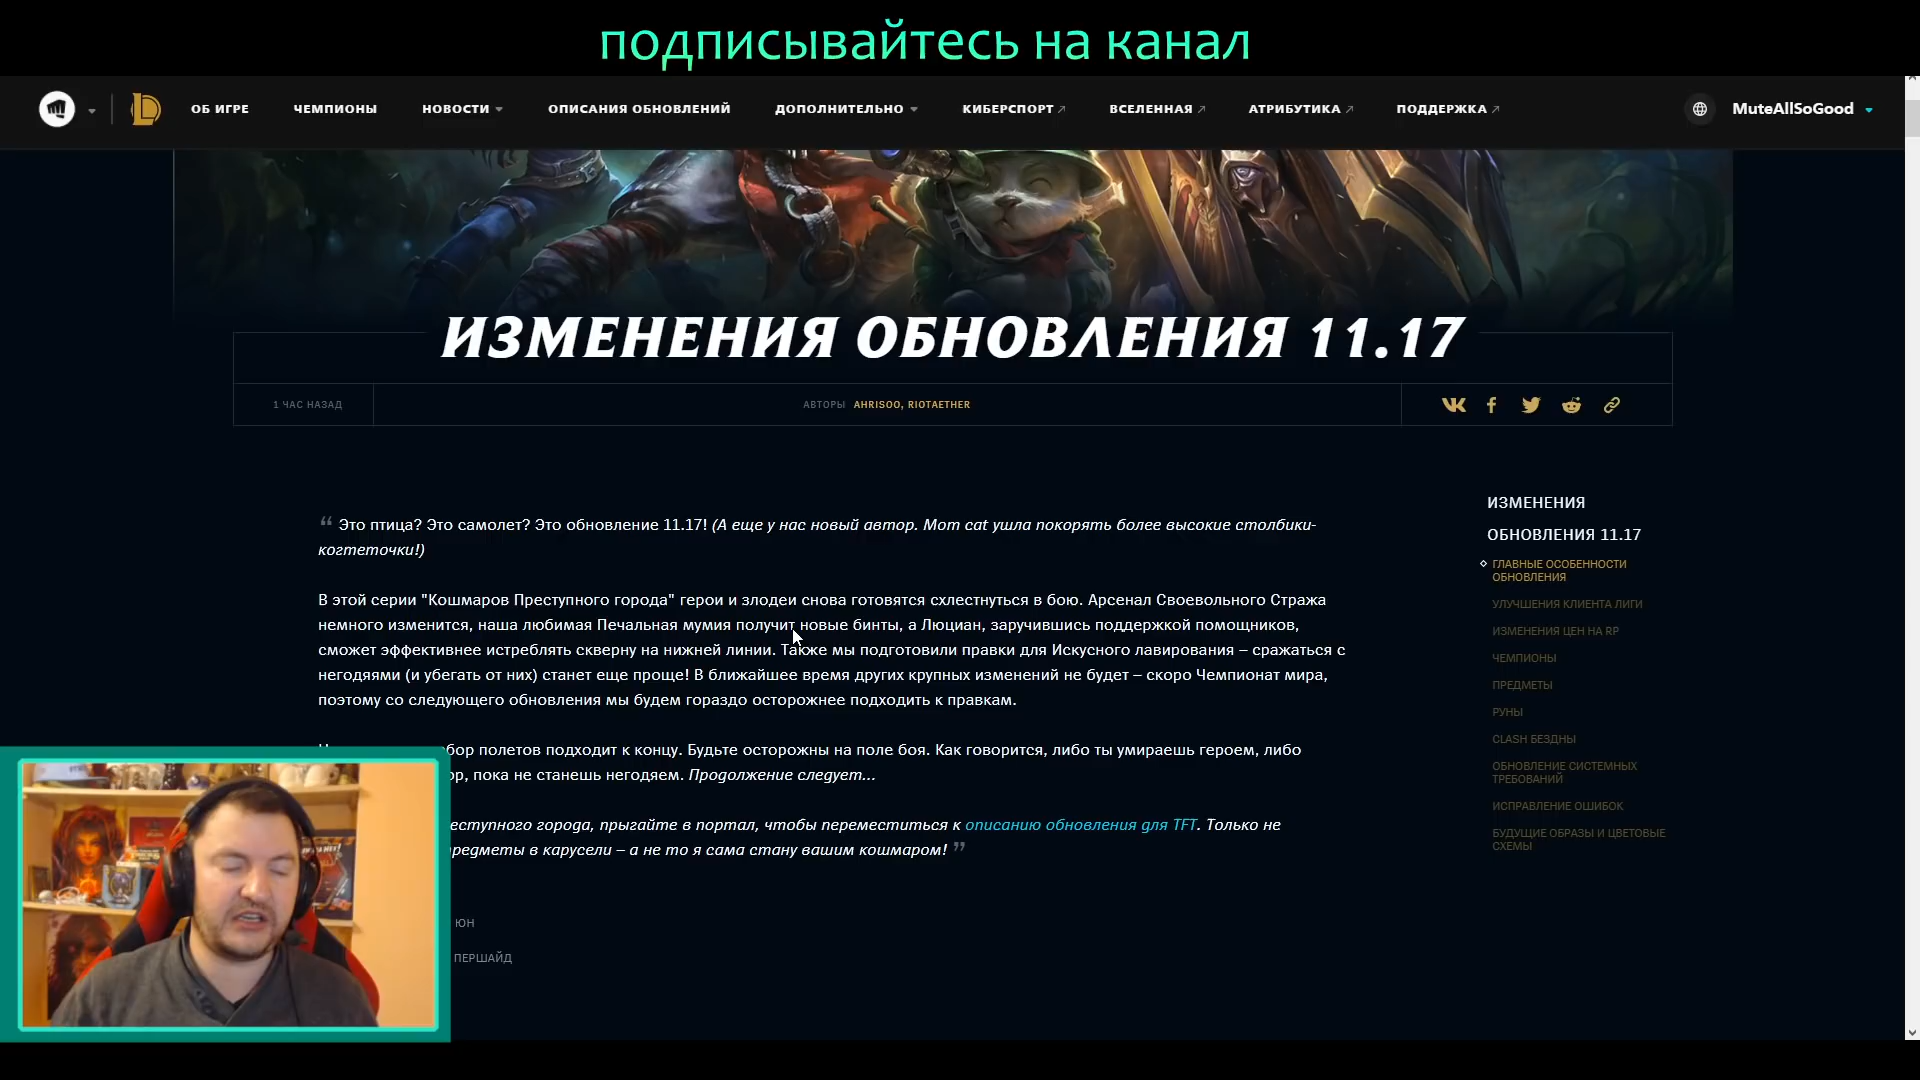 подписывайтесь на канал
ОБ ИГРЕ ЧЕМПИОНЫ НОВОСТИ ОПИСАНИЯ ОБНОВЛЕНИЙ ДОПОЛНИТЕЛЬНО КИБЕРСПОРТ ВСЕЛЕННАЯ АТРИБУТИКА ПОДДЕРЖКА MuteAllSoGood
ИЗМЕНЕНИЯ ОБНОВЛЕНИЯ 11.17
1 ЧАС НАЗАД АВТОРЫ AHRISOO, RIOTAETHER
“ Это птица? Это самолет? Это обновление 11.17! (А еще у нас новый автор. Mom cat ушла покорять более высокие столбики-
когтеточки!)
В этой серии "Кошмаров Преступного города" герои и злодеи снова готовятся схлестнуться в бою. Арсенал Своевольного Стража
немного изменится, наша любимая Печальная мумия получит новые бинты, а Люциан, заручившись поддержкой помощников,
сможет эффективнее истреблять скверну на нижней линии. Также мы подготовили правки для Искусного лавирования – сражаться с
негодяями (и убегать от них) станет еще проще! В ближайшее время других крупных изменений не будет – скоро Чемпионат мира,
поэтому со следующего обновления мы будем гораздо осторожнее подходить к правкам.
бор полетов подходит к концу. Будьте осторожны на поле боя. Как говорится, либо ты умираешь героем, либо
ор, пока не станешь негодяем. Продолжение следует...
еступного города, прыгайте в портал, чтобы переместиться к описанию обновления для TFT. Только не
предметы в карусели – а не то я сама стану вашим кошмаром! ”
ЮН
ПЕРШАЙД
ИЗМЕНЕНИЯ
ОБНОВЛЕНИЯ 11.17
ГЛАВНЫЕ ОСОБЕННОСТИ
ОБНОВЛЕНИЯ
УЛУЧШЕНИЯ КЛИЕНТА ЛИГИ
ИЗМЕНЕНИЯ ЦЕН НА RP
ЧЕМПИОНЫ
ПРЕДМЕТЫ
РУНЫ
CLASH БЕЗДНЫ
ОБНОВЛЕНИЕ СИСТЕМНЫХ
ТРЕБОВАНИЙ
ИСПРАВЛЕНИЕ ОШИБОК
БУДУЩИЕ ОБРАЗЫ И ЦВЕТОВЫЕ
СХЕМЫ